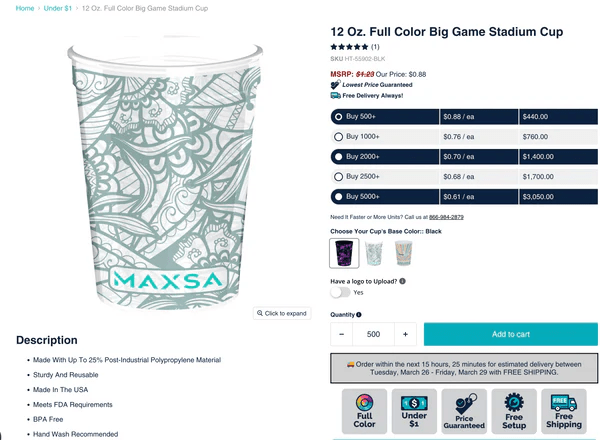 Home › Under $1 › 12 Oz. Full Color Big Game Stadium Cup
MAXSA
Click to expand
Description
Made With Up To 25% Post-Industrial Polypropylene Material
Sturdy And Reusable
Made In The USA
Meets FDA Requirements
BPA Free
Hand Wash Recommended
12 Oz. Full Color Big Game Stadium Cup
(1)
SKU HT-55902-BLK
MSRP: $1.23 Our Price: $0.88
Lowest Price Guaranteed
Free Delivery Always!
Buy 500+ $0.88 / ea $440.00
Buy 1000+ $0.76 / ea $760.00
Buy 2000+ $0.70 / ea $1,400.00
Buy 2500+ $0.68 / ea $1,700.00
Buy 5000+ $0.61 / ea $3,050.00
Need It Faster or More Units? Call us at 866-984-2879
Choose Your Cup's Base Color:: Black
Have a logo to Upload?
Yes
Quantity
− 500 +
Add to cart
Order within the next 15 hours, 25 minutes for estimated delivery between
Tuesday, March 26 - Friday, March 29 with FREE SHIPPING.
Full Color
Under $1
Price Guaranteed
Free Setup
FREE
Free Shipping